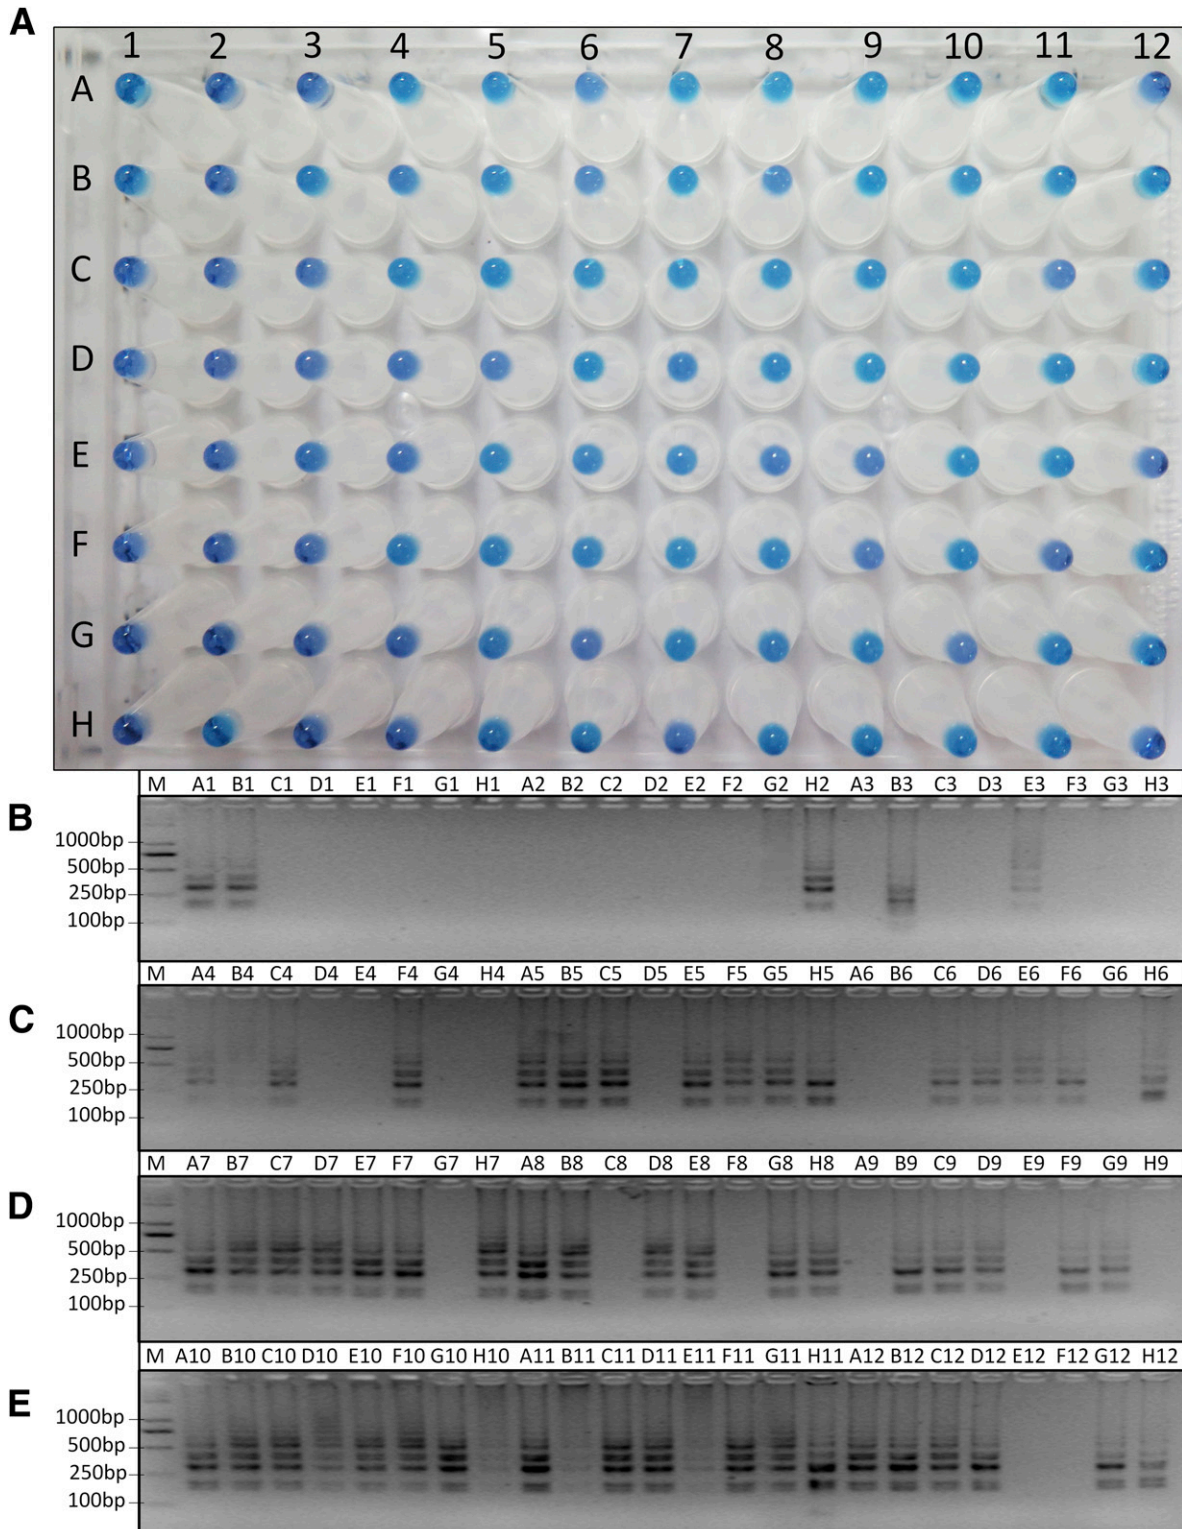 A
1 2 3 4 5 6 7 8 9 10 11 12
A
B
C
D
E
F
G
H
M A1 B1 C1 D1 E1 F1 G1 H1 A2 B2 C2 D2 E2 F2 G2 H2 A3 B3 C3 D3 E3 F3 G3 H3
B
1000bp
500bp
250bp
100bp
M A4 B4 C4 D4 E4 F4 G4 H4 A5 B5 C5 D5 E5 F5 G5 H5 A6 B6 C6 D6 E6 F6 G6 H6
C
1000bp
500bp
250bp
100bp
M A7 B7 C7 D7 E7 F7 G7 H7 A8 B8 C8 D8 E8 F8 G8 H8 A9 B9 C9 D9 E9 F9 G9 H9
D
1000bp
500bp
250bp
100bp
M A10 B10 C10 D10 E10 F10 G10 H10 A11 B11 C11 D11 E11 F11 G11 H11 A12 B12 C12 D12 E12 F12 G12 H12
E
1000bp
500bp
250bp
100bp